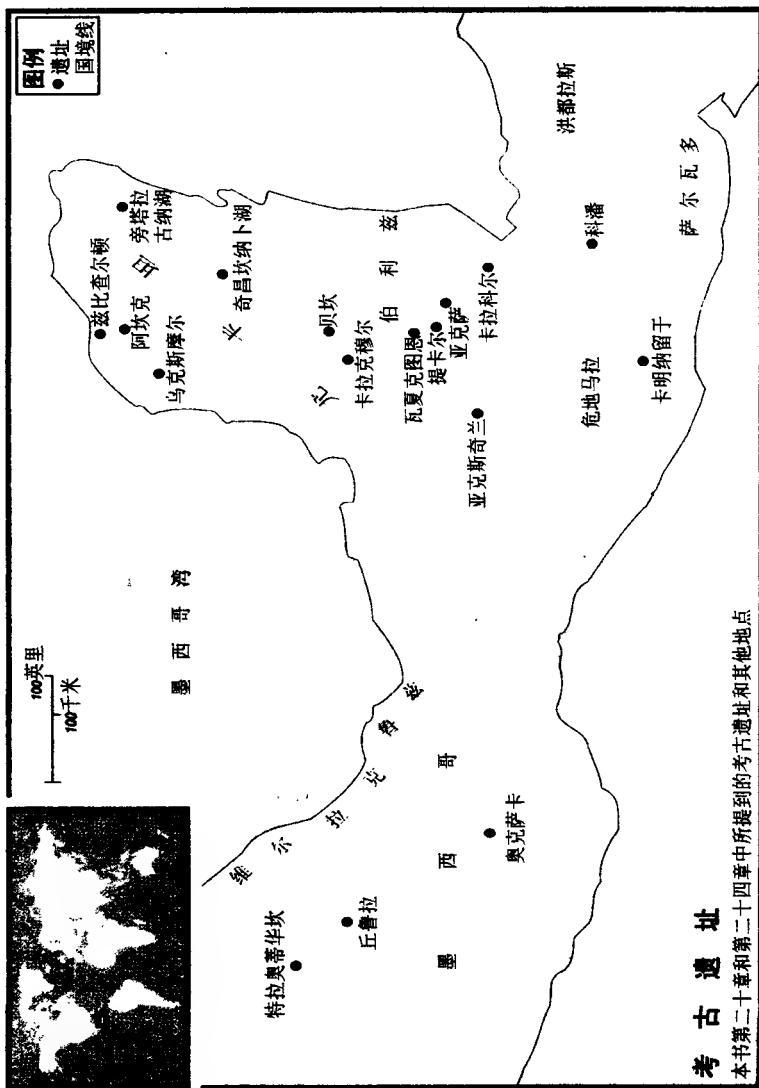 考古遗址
本书第二十章和第二十四章中所提到的考古遗址和其他地点
图例
遗址
国境线
100英里
100千米
墨西哥湾
兹比查尔顿
旁塔拉
古纳湖
阿坎克
乌克斯摩尔
奇昌坎纳卜湖
贝坎
卡拉克穆尔
伯利兹
瓦夏克图恩
提卡尔
亚克萨
卡拉科尔
亚克斯奇兰
维尔拉克鲁兹
墨西哥
特拉奥蒂华坎
丘鲁拉
奥克萨卡
危地马拉
洪都拉斯
科潘
卡明纳留于
萨尔瓦多